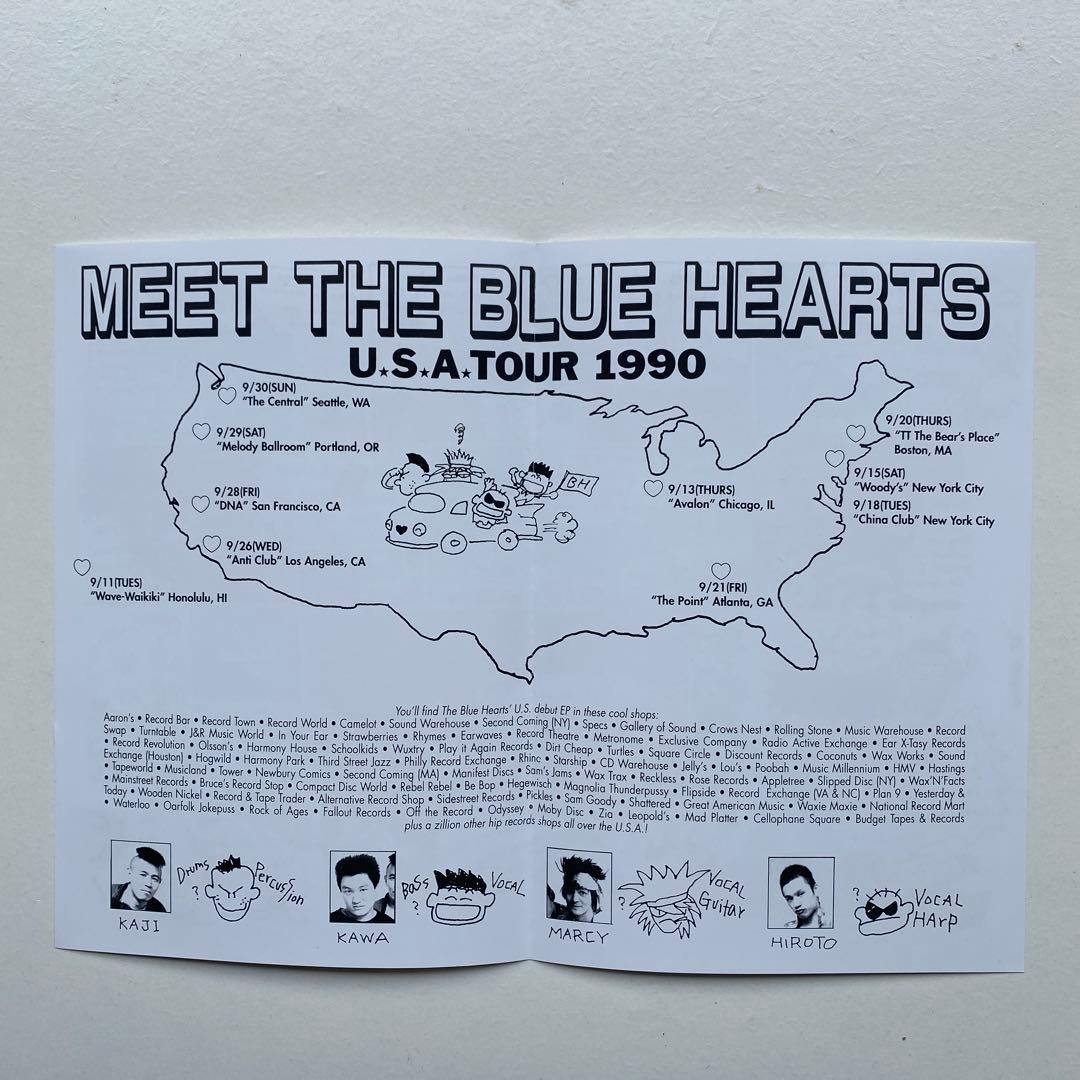 MEET THE BLUE HEARTS
U.S.A.TOUR 1990
9/30(SUN)
"The Central" Seattle, WA
9/29(SAT)
"Melody Ballroom" Portland, OR
9/28(FRI)
"DNA" San Francisco, CA
9/26(WED)
"Anti Club" Los Angeles, CA
9/11(TUES)
"Wave-Waikiki" Honolulu, HI
BH!
9/13(THURS)
"Avalon" Chicago, IL
9/20(THURS)
"TT The Bear's Place"
Boston, MA
9/15(SAT)
"Woody's" New York City
9/18(TUES)
"China Club" New York City
9/21(FRI)
"The Point" Atlanta, GA
You'll find The Blue Hearts' U.S. debut EP in these cool shops:
Aaron's • Record Bar • Record Town • Record World • Camelot • Sound Warehouse • Second Coming (NY) • Specs • Gallery of Sound • Crows Nest • Rolling Stone • Music Warehouse • Record
Swap • Turntable • J&R Music World • In Your Ear • Strawberries • Rhymes • Earwaves • Record Theatre • Metronome • Exclusive Company • Radio Active Exchange • Ear X-Tasy Records
• Record Revolution • Olsson's • Harmony House • Schoolkids • Wuxtry • Play it Again Records • Dirt Cheap • Turtles • Square Circle • Discount Records • Coconuts • Wax Works • Sound
Exchange (Houston) • Hogwild • Harmony Park • Third Street Jazz • Philly Record Exchange • Rhino • Starship • CD Warehouse • Jelly's • Lou's • Poobah • Music Millennium • HMV • Hastings
• Tapeworld • Musicland • Tower • Newbury Comics • Second Coming (MA) • Manifest Discs • Sam's Jams • Wax Trax • Reckless • Rose Records • Appletree • Slipped Disc (NY) • Wax'N'Facts
• Mainstreet Records • Bruce's Record Stop • Compact Disc World • Rebel Rebel • Be Bop • Hegewisch • Magnolia Thunderpussy • Flipside • Record Exchange (VA & NC) • Plan 9 • Yesterday &
Today • Wooden Nickel • Record & Tape Trader • Alternative Record Shop • Sidestreet Records • Pickles • Sam Goody • Shattered • Great American Music • Waxie Maxie • National Record Mart
• Waterloo • Oarfolk Jokepuss • Rock of Ages • Fallout Records • Off the Record • Odyssey • Moby Disc • Zia • Leopold's • Mad Platter • Cellophane Square • Budget Tapes & Records
plus a zillion other hip records shops all over the U.S.A.!
KAJI
Drums
?
Percussion
KAWA
Bass
?
VOCAL
MARCY
?
VOCAL
Guitar
HIROTO
?
VOCAL
HArp